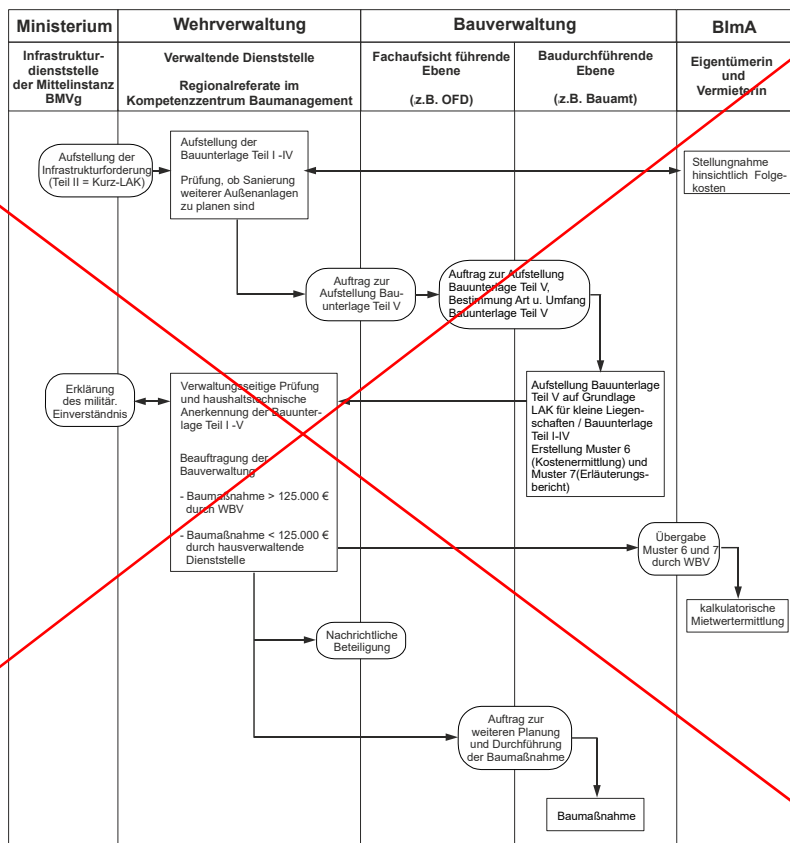 Ministerium
Wehrverwaltung
Bauverwaltung
BImA
Infrastruktur-
dienststelle
der Mittelinstanz
BMVg
Verwaltende Dienststelle
Regionalreferate im
Kompetenzzentrum Baumanagement
Fachaufsicht führende
Ebene
(z.B. OFD)
Baudurchführende
Ebene
(z.B. Bauamt)
Eigentümerin
und
Vermieterin
Aufstellung der
Infrastrukturforderung
(Teil II = Kurz-LAK)
Aufstellung der
Bauunterlage Teil I -IV
Prüfung, ob Sanierung
weiterer Außenanlagen
zu planen sind
Stellungnahme
hinsichtlich Folge-
kosten
Auftrag zur
Aufstellung Bau-
unterlage Teil V
Auftrag zur Aufstellung
Bauunterlage Teil V,
Bestimmung Art u. Umfang
Bauunterlage Teil V
Erklärung
des militär.
Einverständnis
Verwaltungsseitige Prüfung
und haushaltstechnische
Anerkennung der Bauunter-
lage Teil I -V
Beauftragung der
Bauverwaltung
- Baumaßnahme > 125.000 €
durch WBV
- Baumaßnahme < 125.000 €
durch hausverwaltende
Dienststelle
Aufstellung Bauunterlage
Teil V auf Grundlage
LAK für kleine Liegen-
schaften / Bauunterlage
Teil I-IV
Erstellung Muster 6
(Kostenermittlung) und
Muster 7(Erläuterungs-
bericht)
Übergabe
Muster 6 und 7
durch WBV
kalkulatorische
Mietwertermittlung
Nachrichtliche
Beteiligung
Auftrag zur
weiteren Planung
und Durchführung
der Baumaßnahme
Baumaßnahme